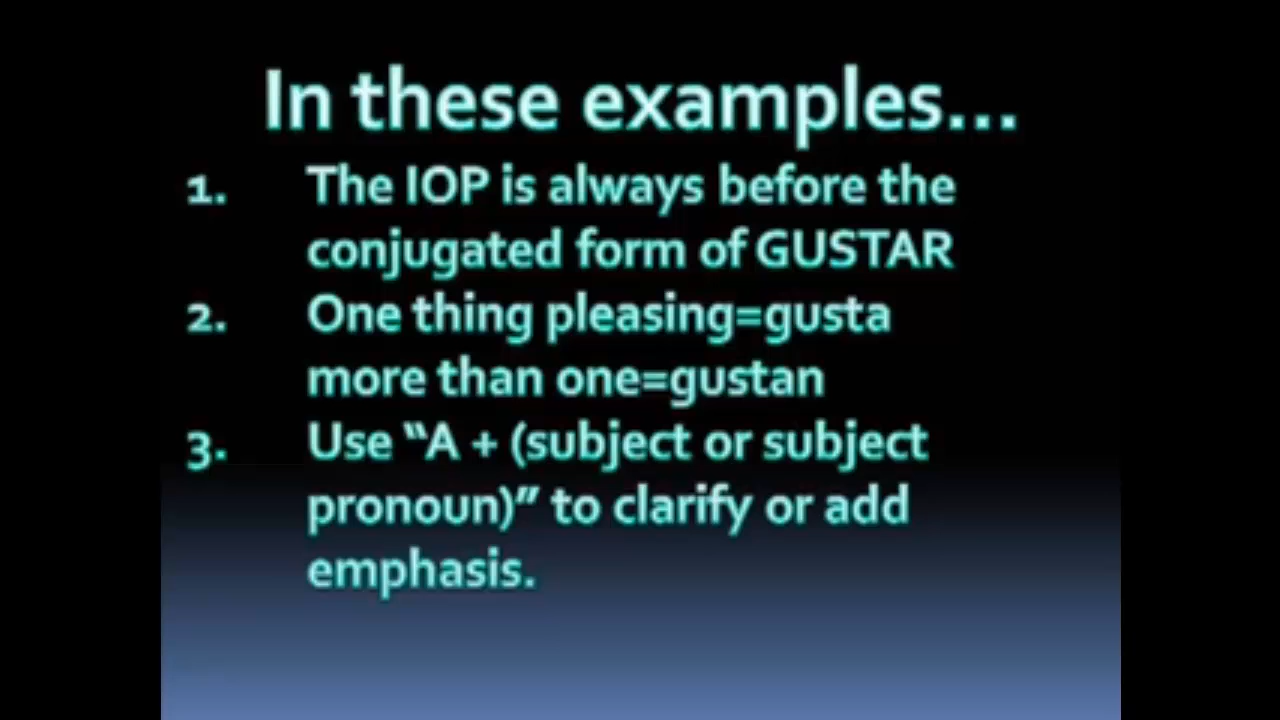 In these examples...
1. The IOP is always before the
conjugated form of GUSTAR
2. One thing pleasing=gusta
more than one=gustan
3. Use “A + (subject or subject
pronoun)” to clarify or add
emphasis.